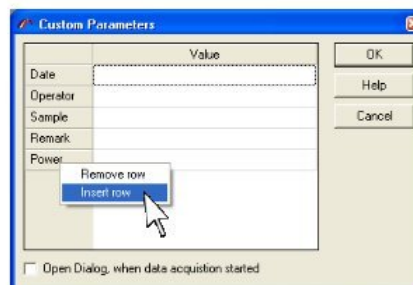 Custom Parameters
Value
OK
Date
Help
Operator
Sample
Cancel
Remark
Power
Remove row
Insert row
Open Dialog, when data acquistion started